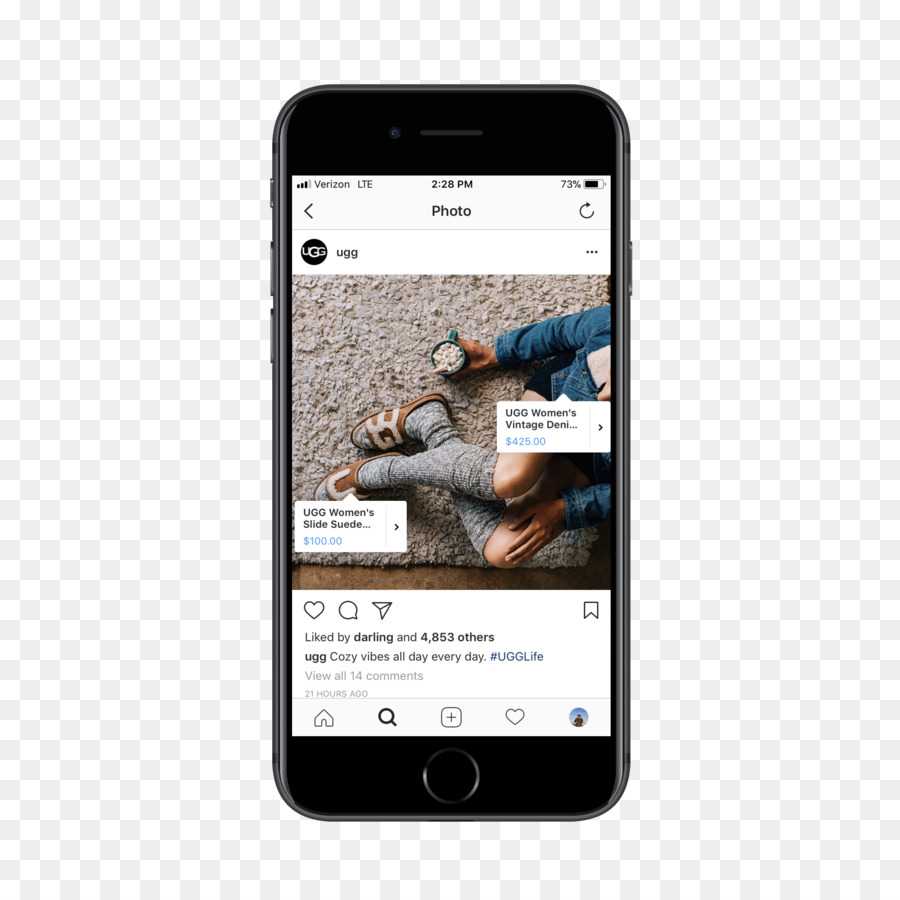 Verizon LTE 2:28 PM 73%
Photo
UGG ugg
UGG Women's
Vintage Deni...
$425.00
UGG Women's
Slide Suede...
$100.00
Liked by darling and 4,853 others
ugg Cozy vibes all day every day. #UGGLife
View all 14 comments
21 HOURS AGO